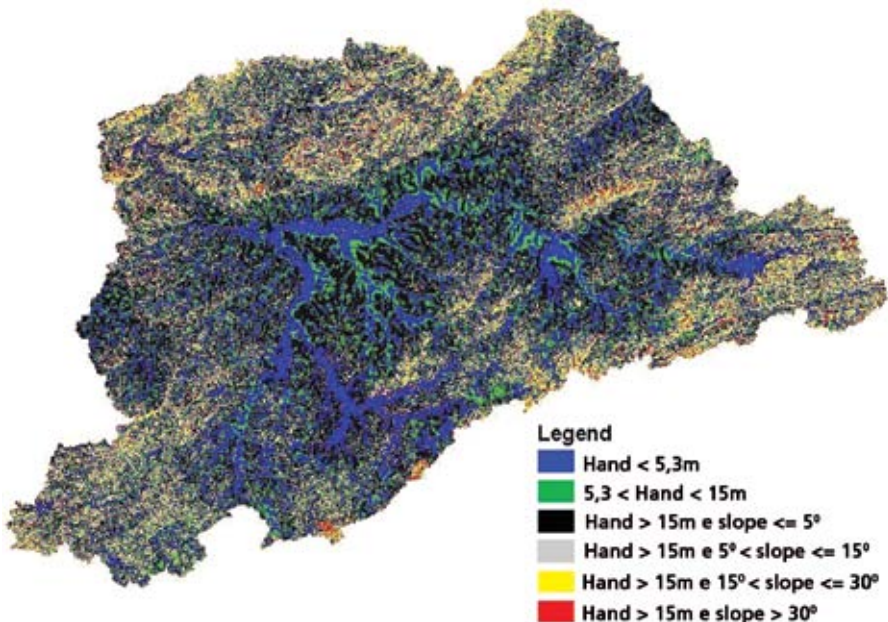 Legend
Hand < 5,3m
5,3 < Hand < 15m
Hand > 15m e slope <= 5º
Hand > 15m e 5º < slope <= 15º
Hand > 15m e 15º < slope <= 30º
Hand > 15m e slope > 30º